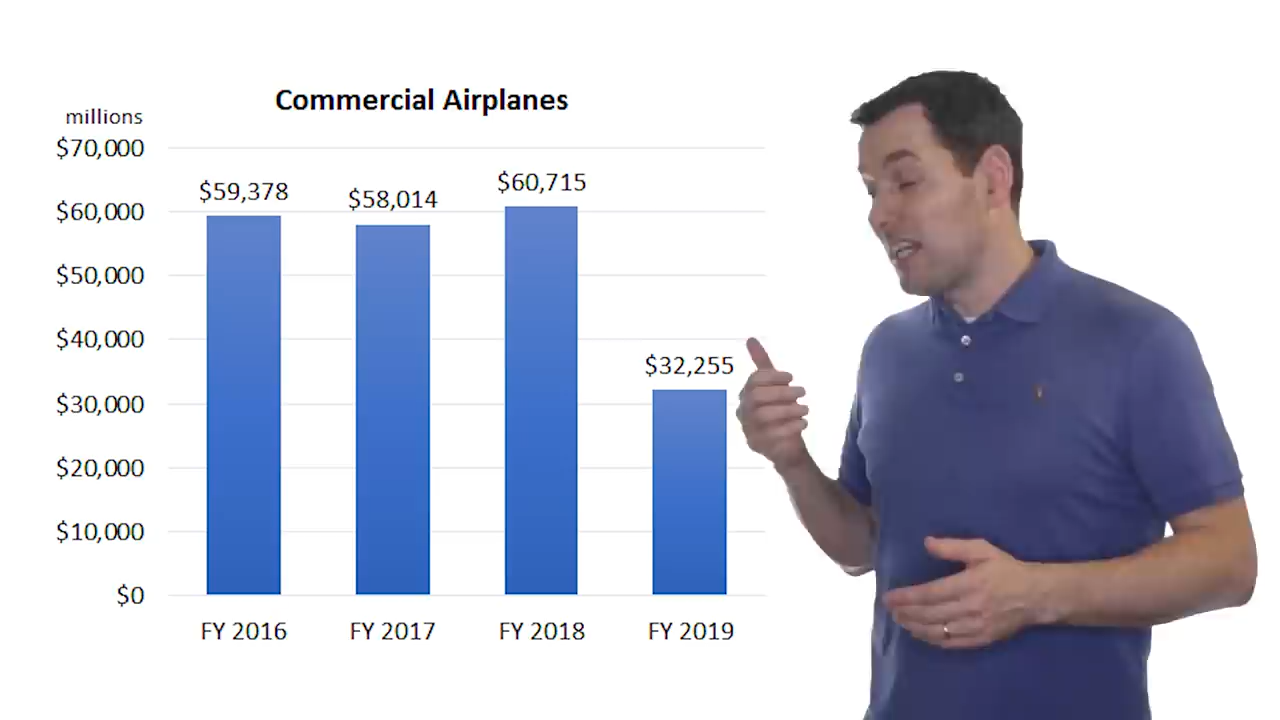 Commercial Airplanes
millions
$70,000
$60,000
$50,000
$40,000
$30,000
$20,000
$10,000
$0
$59,378
$58,014
$60,715
$32,255
FY 2016
FY 2017
FY 2018
FY 2019